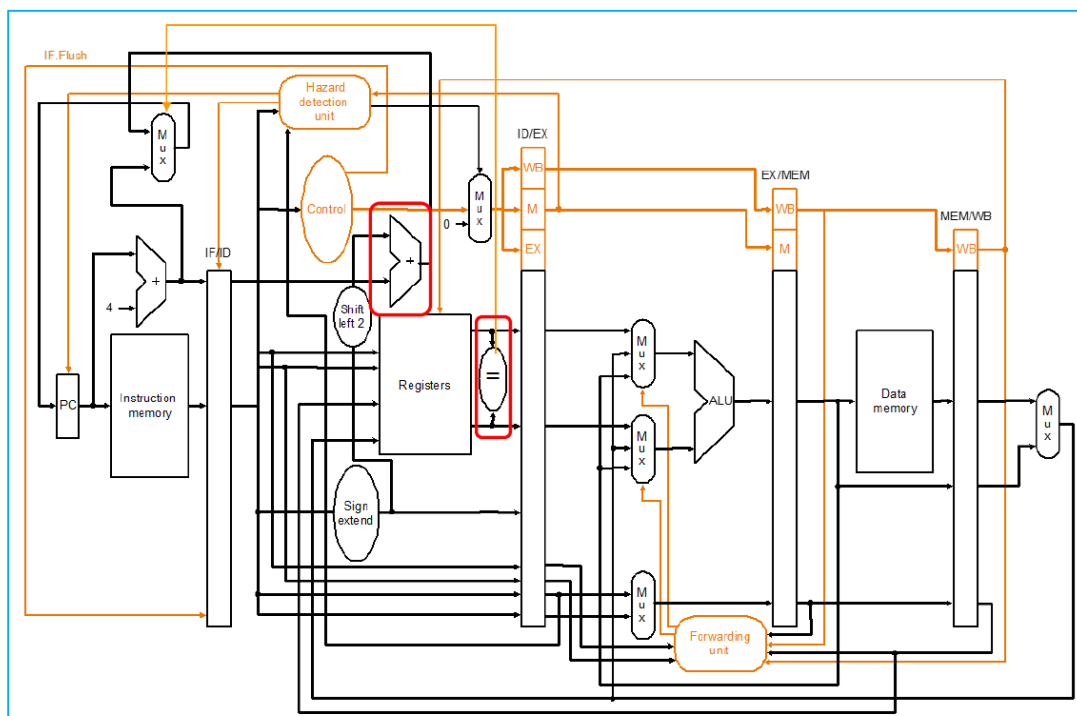 IF.Flush
Hazard
detection
unit
M
u
x
ID/EX
WB
EX/MEM
Control
M
u
x
0
M
WB
MEM/WB
IF/ID
+
EX
M
WB
+
4
Shift
left 2
M
u
x
=
PC
Instruction
memory
Registers
ALU
Data
memory
M
u
x
M
u
x
Sign
extend
M
u
x
Forwarding
unit